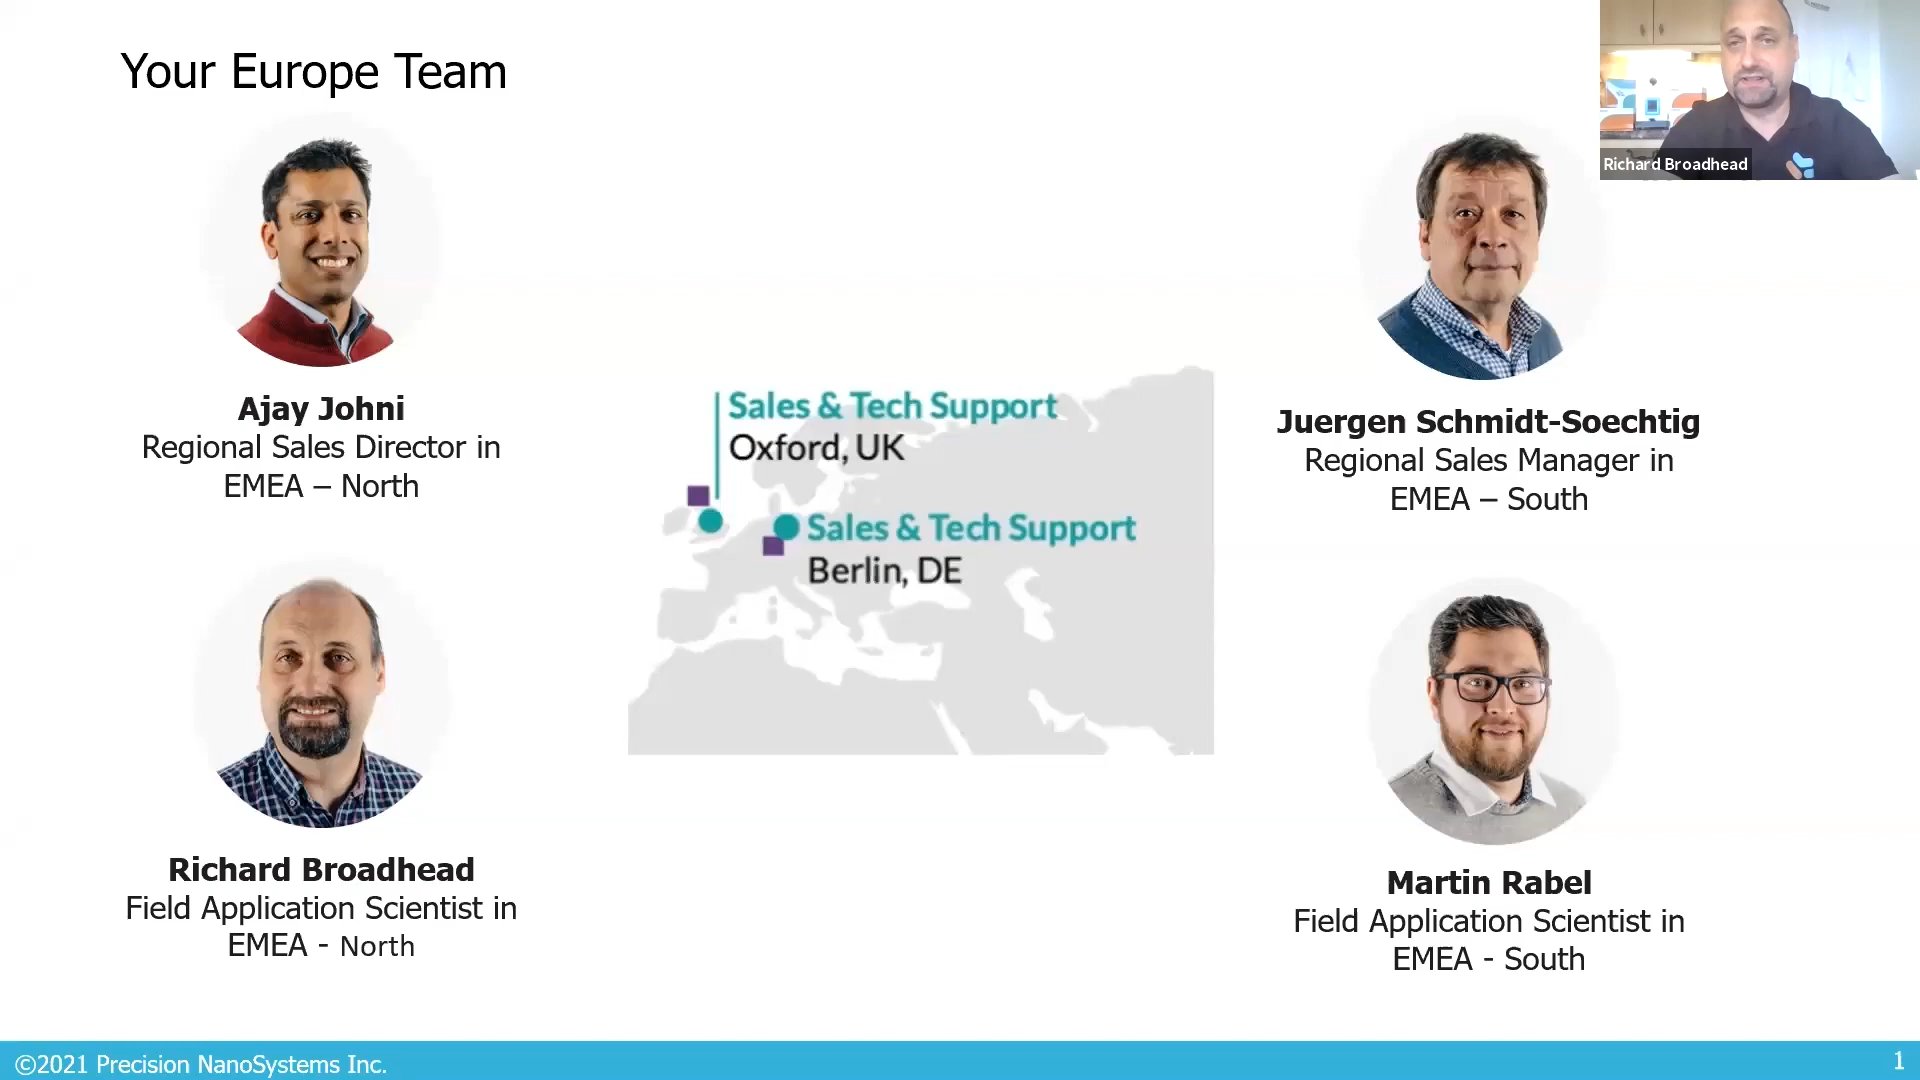 Your Europe Team
Richard Broadhead
Ajay Johni
Regional Sales Director in
EMEA – North
Sales & Tech Support
Oxford, UK
Sales & Tech Support
Berlin, DE
Juergen Schmidt-Soechtig
Regional Sales Manager in
EMEA – South
Richard Broadhead
Field Application Scientist in
EMEA - North
Martin Rabel
Field Application Scientist in
EMEA - South
©2021 Precision NanoSystems Inc.
1